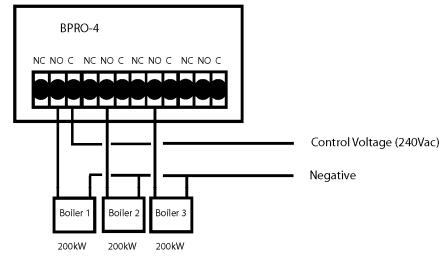 BPRO-4
NC NO C NC NO C NC NO C NC NO C
Control Voltage (240Vac)
Negative
Boiler 1 Boiler 2 Boiler 3
200kW 200kW 200kW